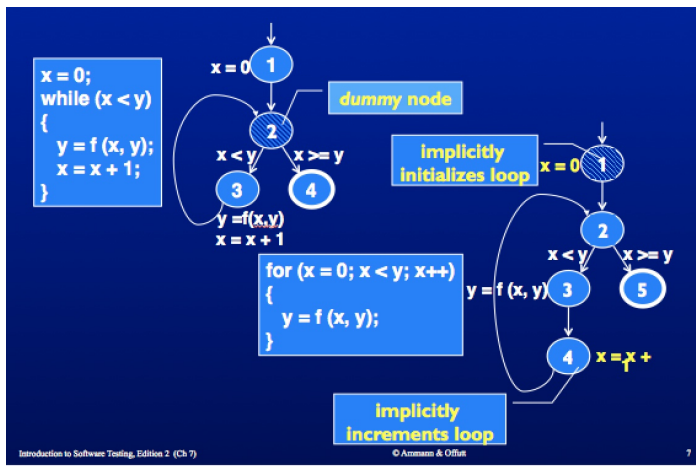 x = 0;
while (x < y)
{
y = f (x, y);
x = x + 1;
}
x = 0
1
dummy node
2
x < y
x >= y
3
4
y =f(x,y)
x = x + 1
implicitly
initializes loop
x = 0
1
2
x < y
x >= y
for (x = 0; x < y; x++)
{
y = f (x, y);
}
y = f (x, y)
3
5
4
x = x +
1
implicitly
increments loop
Introduction to Software Testing, Edition 2 (Ch 7)
© Ammann & Offutt
7